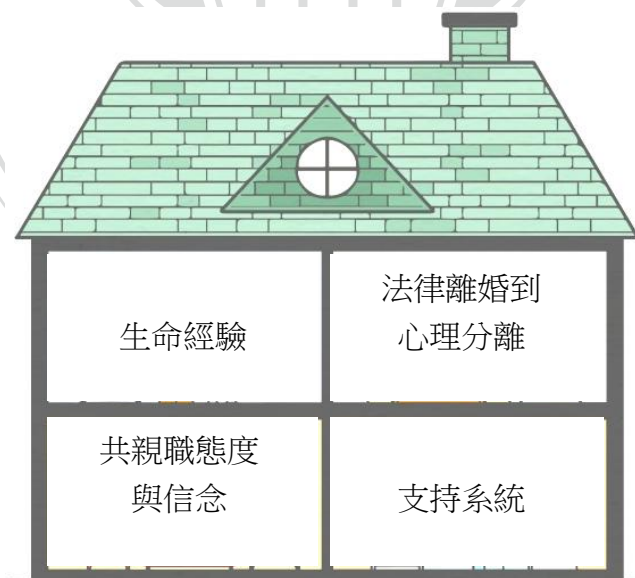 生命經驗
法律離婚到
心理分離
共親職態度
與信念
支持系統